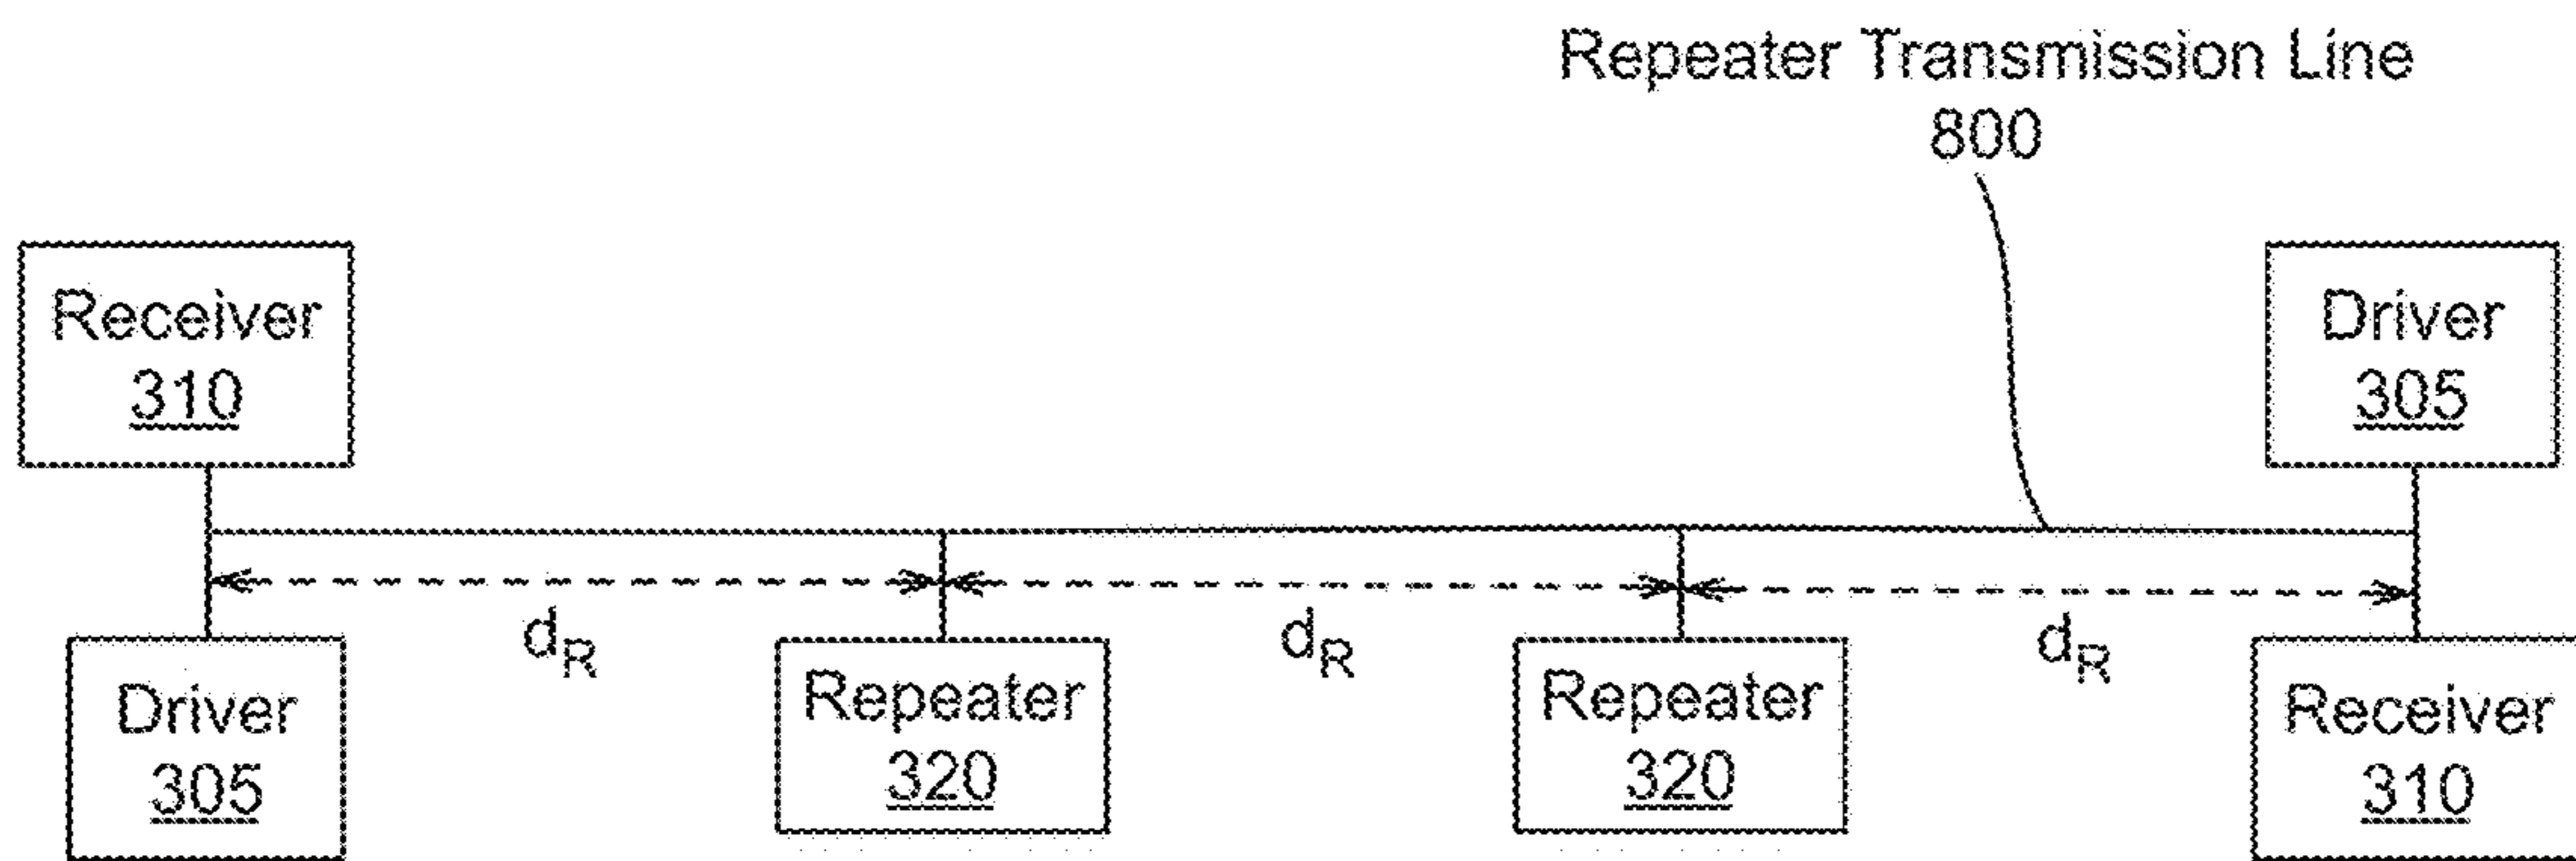 Repeater Transmission Line
800
Receiver
310
Driver
305
d_R
d_R
d_R
Driver
305
Repeater
320
Repeater
320
Receiver
310